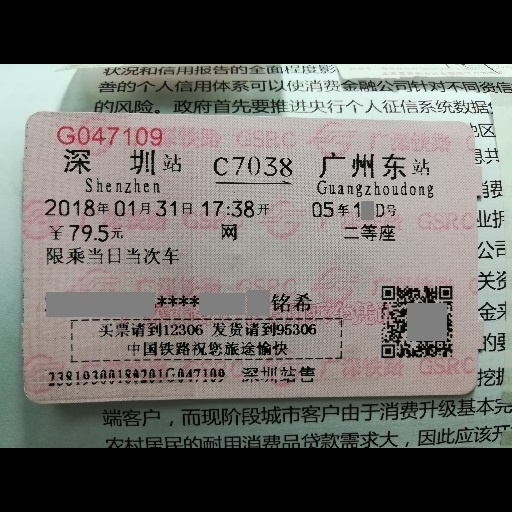 状况和信用报告的全面程度影
善的个人信用体系可以使消费金融公司针对不同资信
的风险。政府首先要推进央行个人征信系统数据
G047109
深圳站 C7038 广州东站
Shenzhen Guangzhoudong
2018年01月31日17:38开 05年1 0号
￥79.5元 网 二等座
限乘当日当次车
****铭希
买票请到12306 发货请到95306
中国铁路祝您旅途愉快
2381930018 201G047109 深圳站售
端客户，而现阶段城市客户由于消费升级基本完
农村居民的耐用消费品贷款需求大，因此应该开